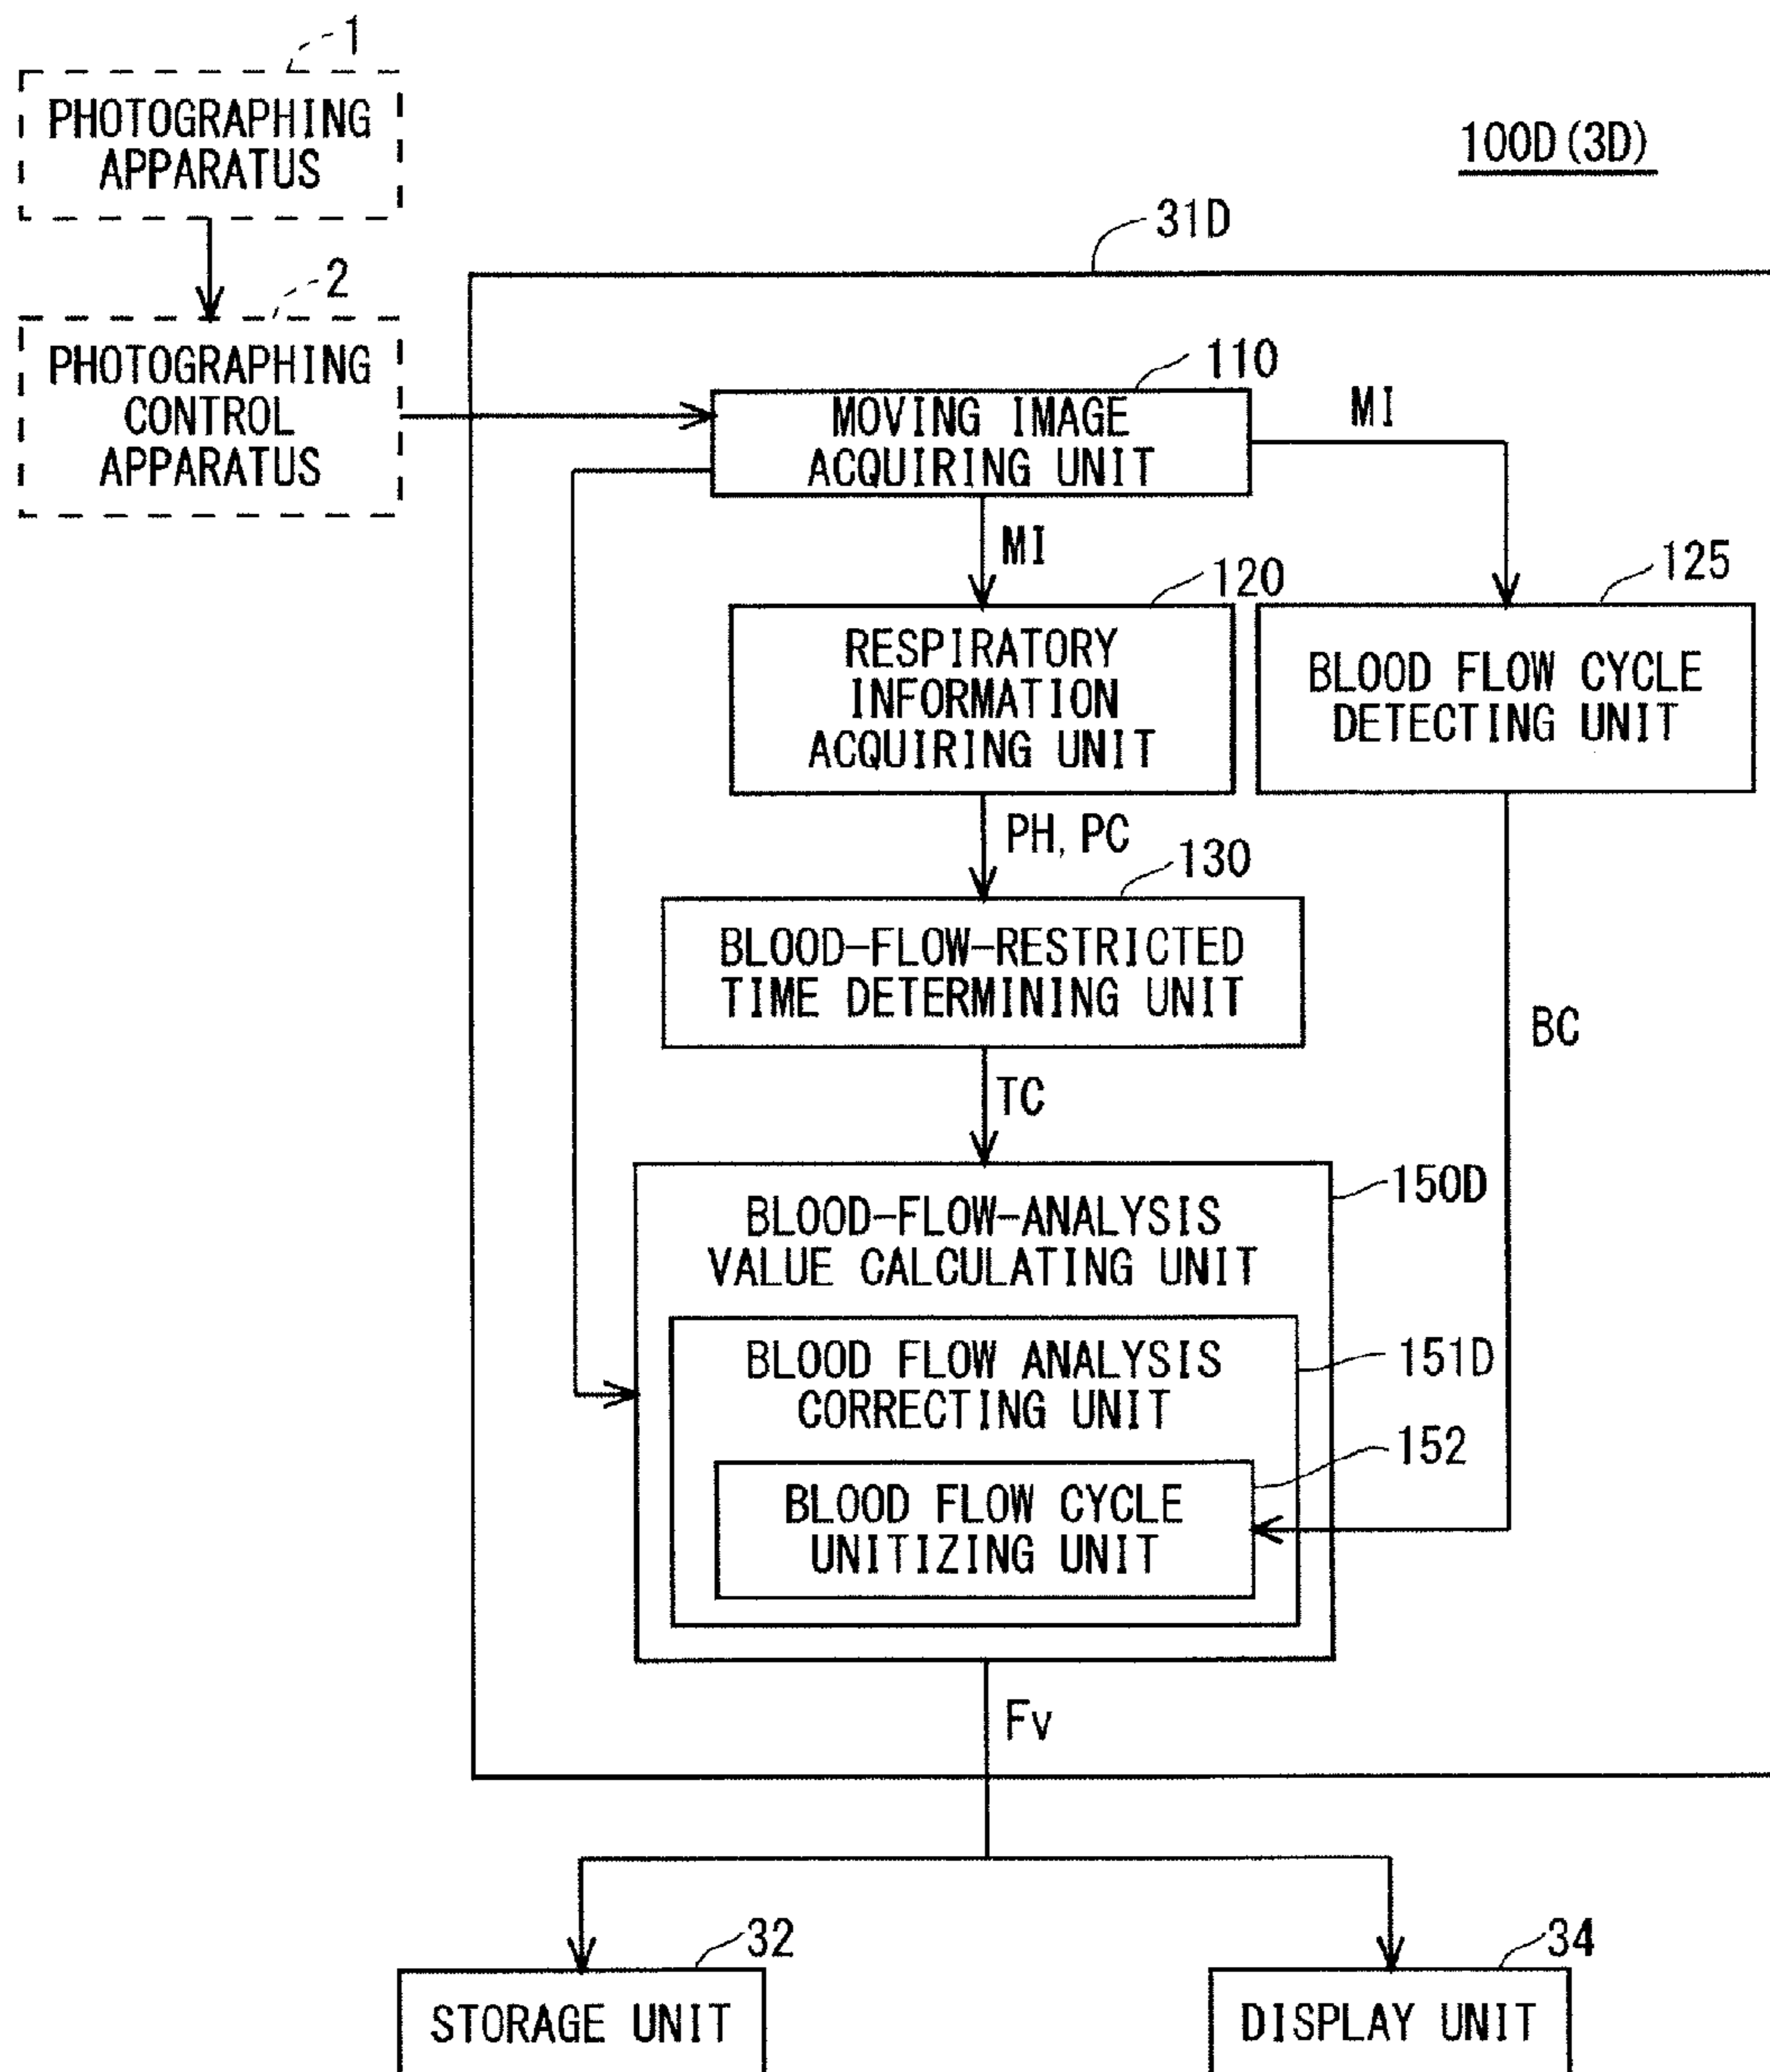 1
PHOTOGRAPHING
APPARATUS
100D(3D)
31D
2
PHOTOGRAPHING
CONTROL
APPARATUS
110
MOVING IMAGE
ACQUIRING UNIT
MI
MI
120
RESPIRATORY
INFORMATION
ACQUIRING UNIT
125
BLOOD FLOW CYCLE
DETECTING UNIT
PH, PC
130
BLOOD-FLOW-RESTRICTED
TIME DETERMINING UNIT
BC
TC
150D
BLOOD-FLOW-ANALYSIS
VALUE CALCULATING UNIT
151D
BLOOD FLOW ANALYSIS
CORRECTING UNIT
152
BLOOD FLOW CYCLE
UNITIZING UNIT
Fv
32
STORAGE UNIT
34
DISPLAY UNIT